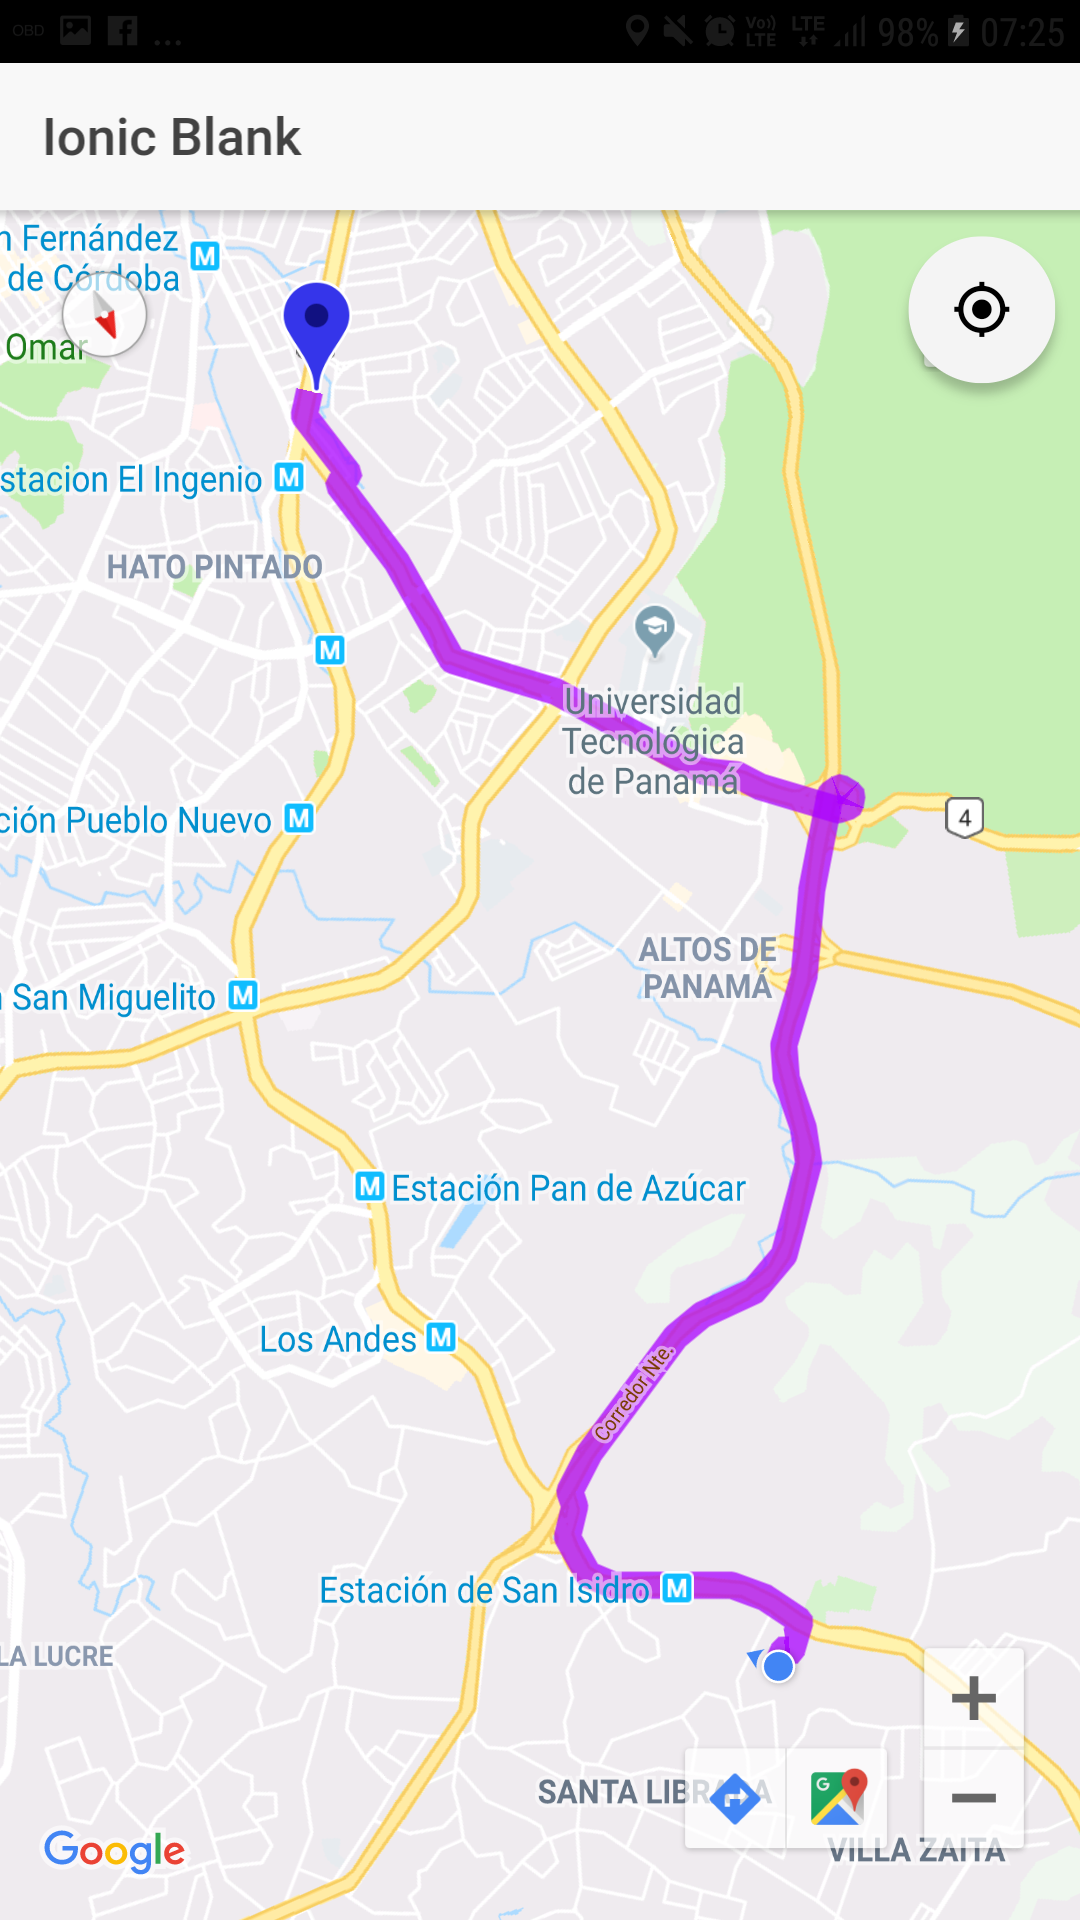 OBD
...
Vo))
LTE
LTE
98%
07:25
Ionic Blank
n Fernández
de Córdoba
M
Omar
stacion El Ingenio
M
HATO PINTADO
M
Universidad
Tecnológica
de Panamá
ción Pueblo Nuevo
M
4
ALTOS DE
PANAMÁ
San Miguelito
M
M
Estación Pan de Azúcar
Los Andes
M
Corredor Nte.
Estación de San Isidro
M
LA LUCRE
+
−
SANTA LIBRADA
G
Google
VILLA ZAITA